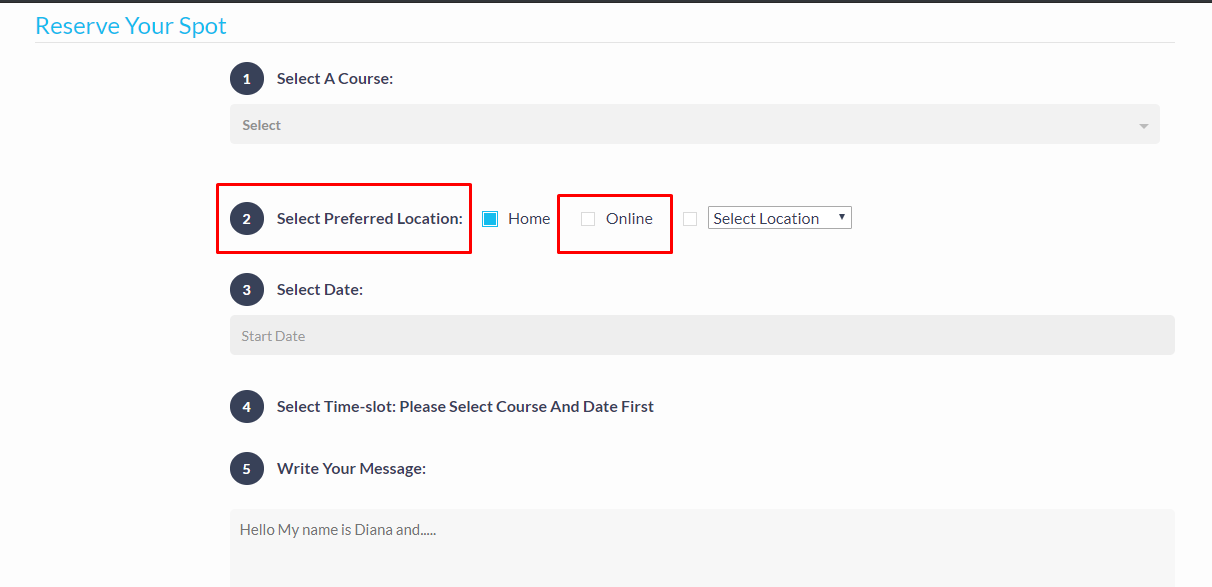 Reserve Your Spot
1 Select A Course:
Select
2 Select Preferred Location: Home Online Select Location
3 Select Date:
Start Date
4 Select Time-slot: Please Select Course And Date First
5 Write Your Message:
Hello My name is Diana and.....